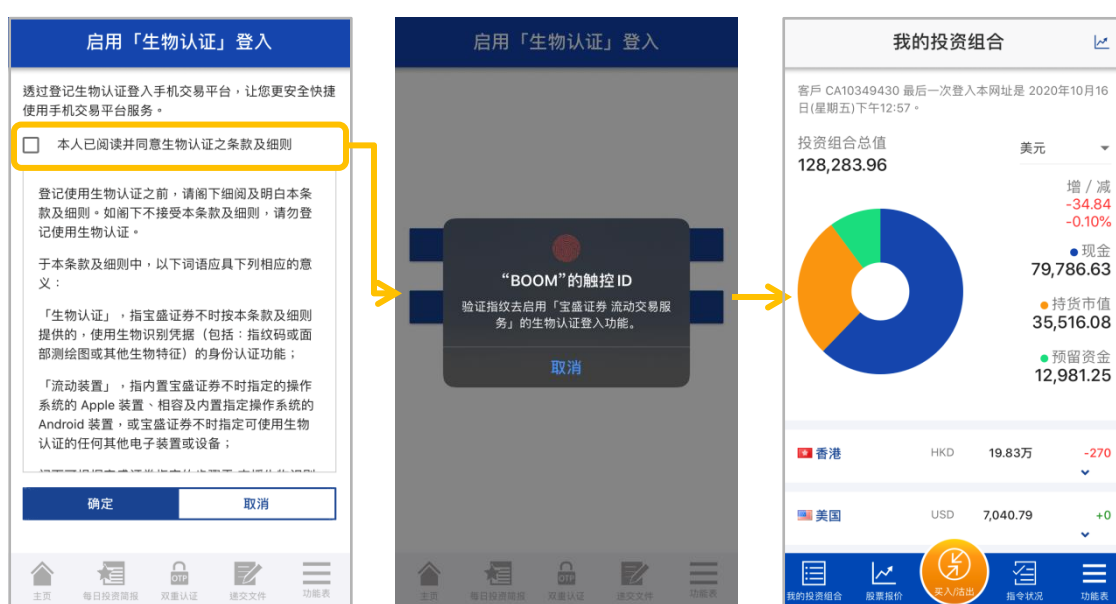 启用「生物认证」登入
透过登记生物认证登入手机交易平台，让您更安全快捷
使用手机交易平台服务。
本人已阅读并同意生物认证之条款及细则
登记使用生物认证之前，请阁下细阅及明白本条
款及细则。如阁下不接受本条款及细则，请勿登
记使用生物认证。
于本条款及细则中，以下词语应具下列相应的意
义：
「生物认证」，指宝盛证券不时按本条款及细则
提供的，使用生物识别凭据（包括：指纹码或面
部测绘图或其他生物特征）的身份认证功能；
「流动装置」，指内置宝盛证券不时指定的操作
系统的 Apple 装置、相容及内置指定操作系统的
Android 装置，或宝盛证券不时指定可使用生物
认证的任何其他电子装置或设备；
确定
取消
主页
每日投资简报
OTP
双重认证
递交文件
功能表
启用「生物认证」登入
“BOOM”的触控 ID
验证指纹去启用「宝盛证券 流动交易服
务」的生物认证登入功能。
取消
主页
每日投资简报
OTP
双重认证
递交文件
功能表
我的投资组合
客戶 CA10349430 最后一次登入本网址是 2020年10月16
日(星期五)下午12:57。
投资组合总值
美元
128,283.96
增 / 减
-34.84
-0.10%
现金
79,786.63
持货市值
35,516.08
预留资金
12,981.25
香港 HKD 19.83万 -270
美国 USD 7,040.79 +0
我的投资组合
股票报价
买入/沽出
指令状况
功能表